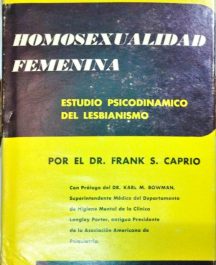 HOMOSEXUALIDAD
FEMENINA
ESTUDIO PSICODINAMICO
DEL LESBIANISMO
POR EL DR. FRANK S. CAPRIO
Con Prólogo del DR. KARL M. BOWMAN,
Superintendente Médico del Departamento
de Higiene Mental de la Clínica
Langley Porter, antiguo Presidente
de la Asociación Americana de
Psiquiatría.